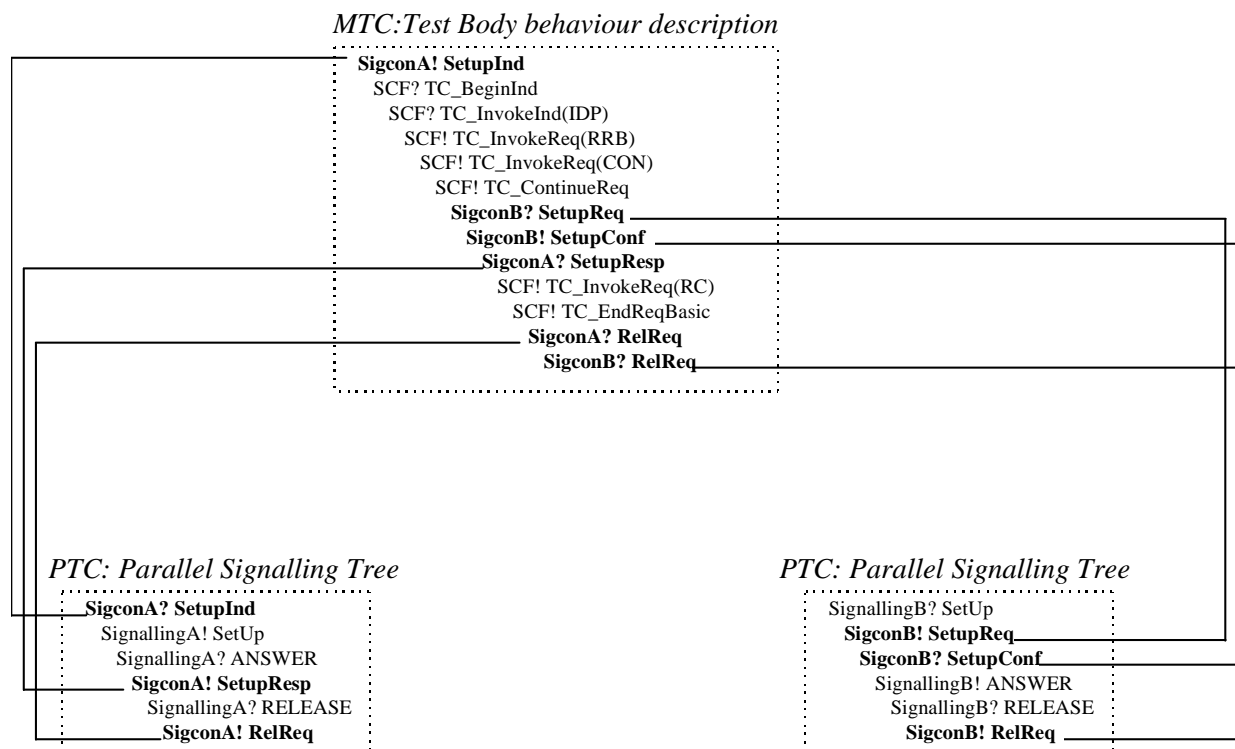 MTC:Test Body behaviour description
SigconA! SetupInd
SCF? TC_BeginInd
SCF? TC_InvokeInd(IDP)
SCF! TC_InvokeReq(RRB)
SCF! TC_InvokeReq(CON)
SCF! TC_ContinueReq
SigconB? SetupReq
SigconB! SetupConf
SigconA? SetupResp
SCF! TC_InvokeReq(RC)
SCF! TC_EndReqBasic
SigconA? RelReq
SigconB? RelReq
PTC: Parallel Signalling Tree
SigconA? SetupInd
SignallingA! SetUp
SignallingA? ANSWER
SigconA! SetupResp
SignallingA? RELEASE
SigconA! RelReq
PTC: Parallel Signalling Tree
SignallingB? SetUp
SigconB! SetupReq
SigconB? SetupConf
SignallingB! ANSWER
SignallingB? RELEASE
SigconB! RelReq